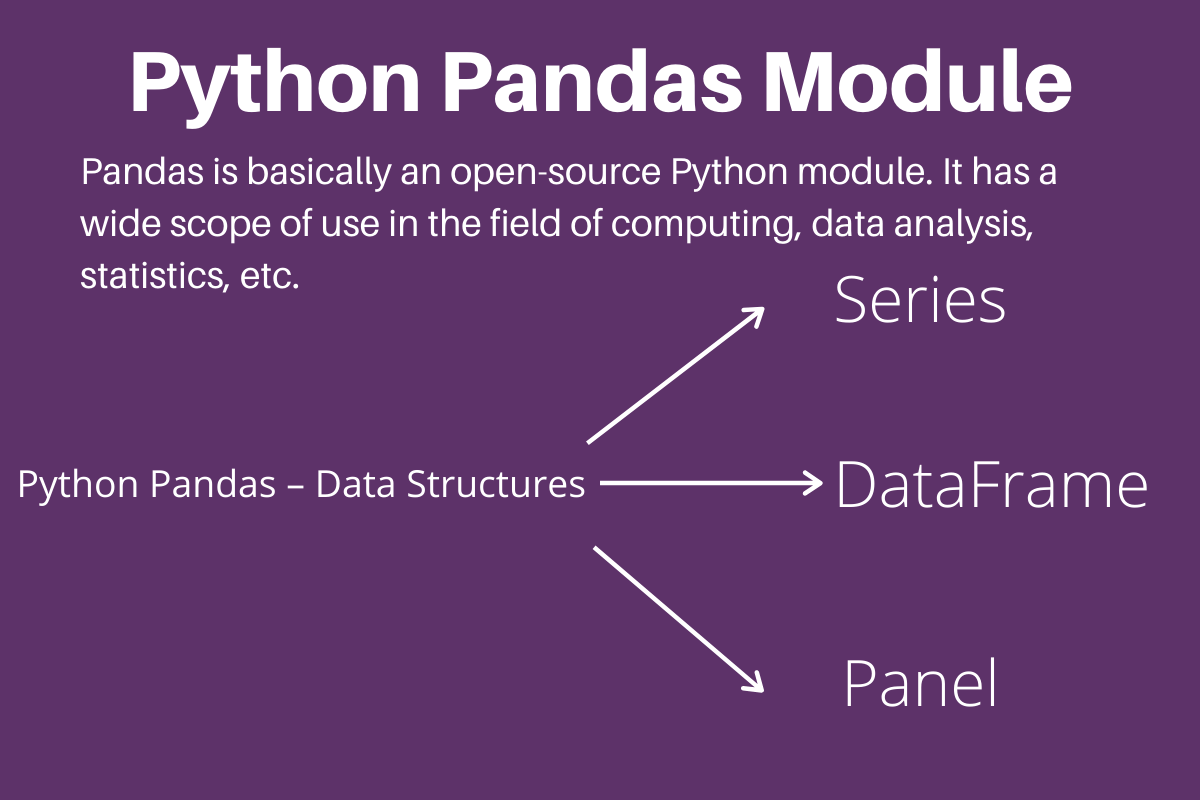 Python Pandas Module
Pandas is basically an open-source Python module. It has a
wide scope of use in the field of computing, data analysis,
statistics, etc.
Series
Python Pandas – Data Structures
DataFrame
Panel